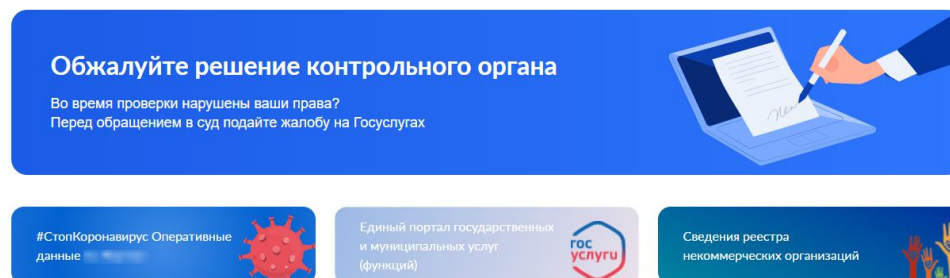 Обжалуйте решение контрольного органа
Во время проверки нарушены ваши права?
Перед обращением в суд подайте жалобу на Госуслугах
#СтопКоронавирус Оперативные
данные
Единый портал государственных
и муниципальных услуг
(функций)
гос
услуги
Сведения реестра
некоммерческих организаций